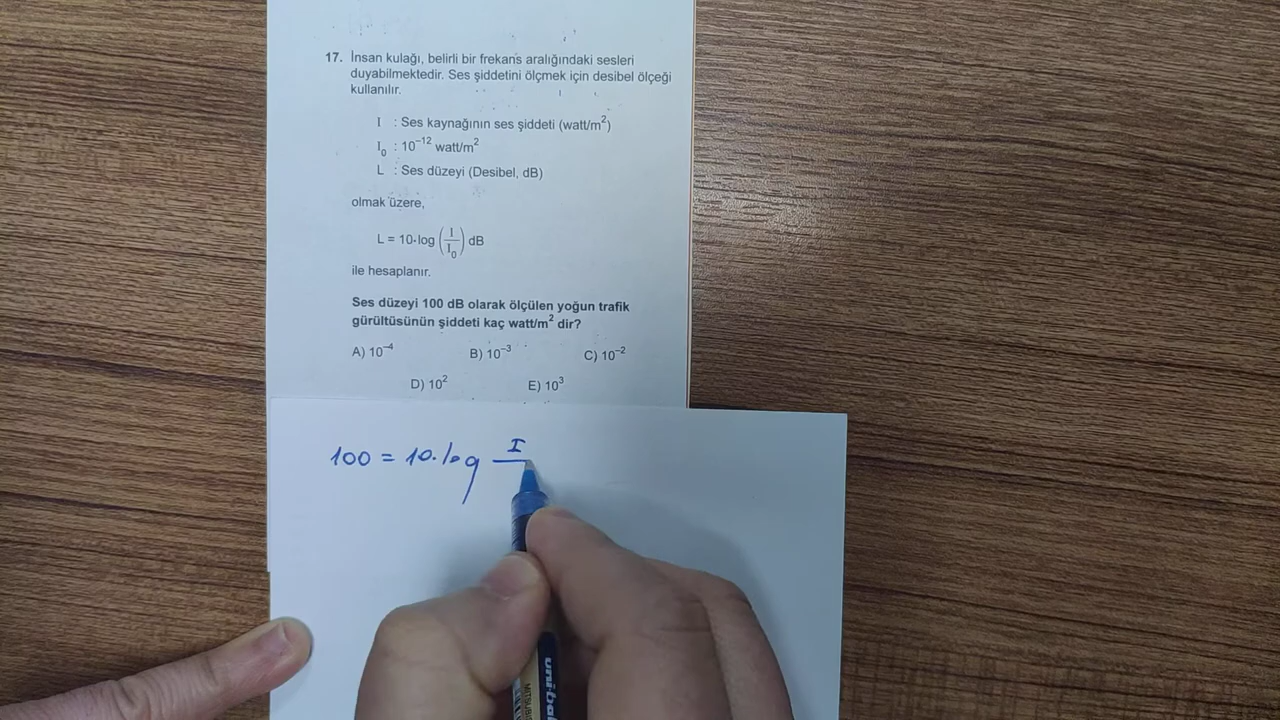 17. İnsan kulağı, belirli bir frekans aralığındaki sesleri
duyabilmektedir. Ses şiddetini ölçmek için desibel ölçeği
kullanılır.
I : Ses kaynağının ses şiddeti (watt/m²)
I₀ : 10⁻¹² watt/m²
L : Ses düzeyi (Desibel, dB)
olmak üzere,
L = 10·log (I/I₀) dB
ile hesaplanır.
Ses düzeyi 100 dB olarak ölçülen yoğun trafik
gürültüsünün şiddeti kaç watt/m² dir?
A) 10⁻⁴ B) 10⁻³ C) 10⁻²
D) 10² E) 10³
100 = 10.log I
uni-bal
MITSUBIS